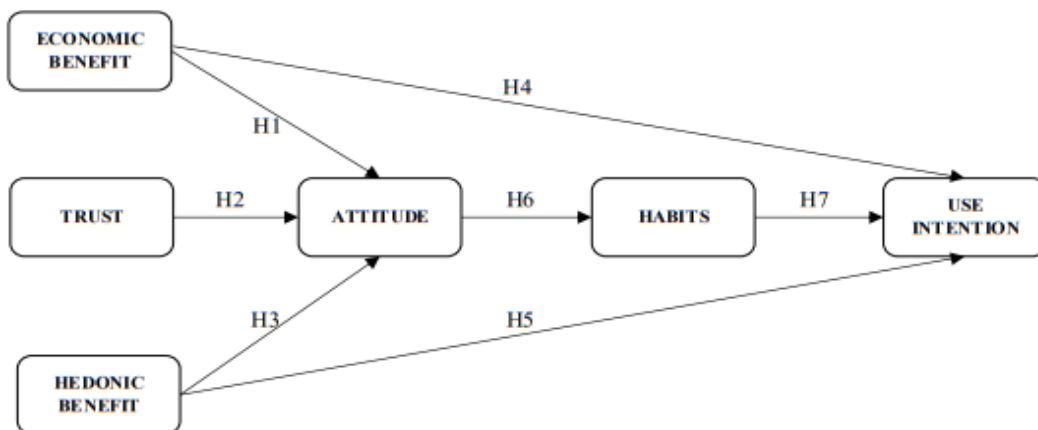 ECONOMIC
BENEFIT
H4
H1
TRUST
H2
ATTITUDE
H6
HABITS
H7
USE
INTENTION
H3
H5
HEDONIC
BENEFIT